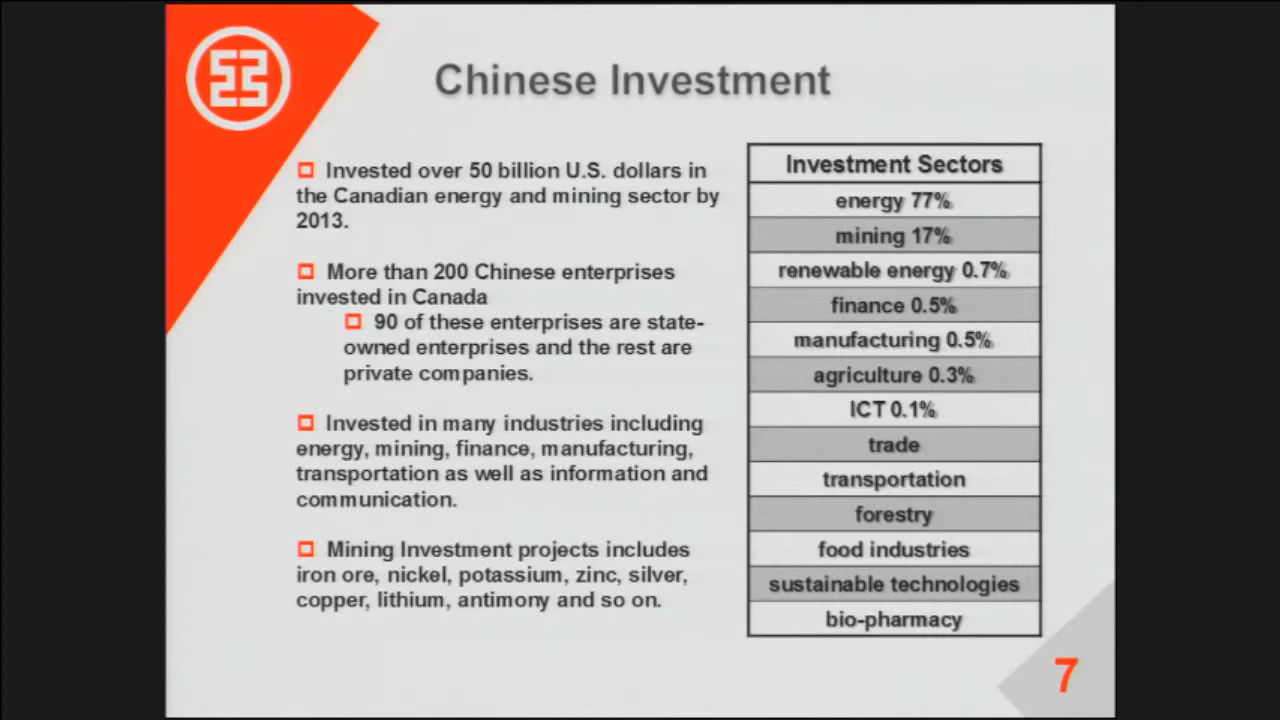 Chinese Investment
Invested over 50 billion U.S. dollars in
the Canadian energy and mining sector by
2013.
More than 200 Chinese enterprises
invested in Canada
90 of these enterprises are state-
owned enterprises and the rest are
private companies.
Invested in many industries including
energy, mining, finance, manufacturing,
transportation as well as information and
communication.
Mining Investment projects includes
iron ore, nickel, potassium, zinc, silver,
copper, lithium, antimony and so on.
Investment Sectors
energy 77%
mining 17%
renewable energy 0.7%
finance 0.5%
manufacturing 0.5%
agriculture 0.3%
ICT 0.1%
trade
transportation
forestry
food industries
sustainable technologies
bio-pharmacy
7